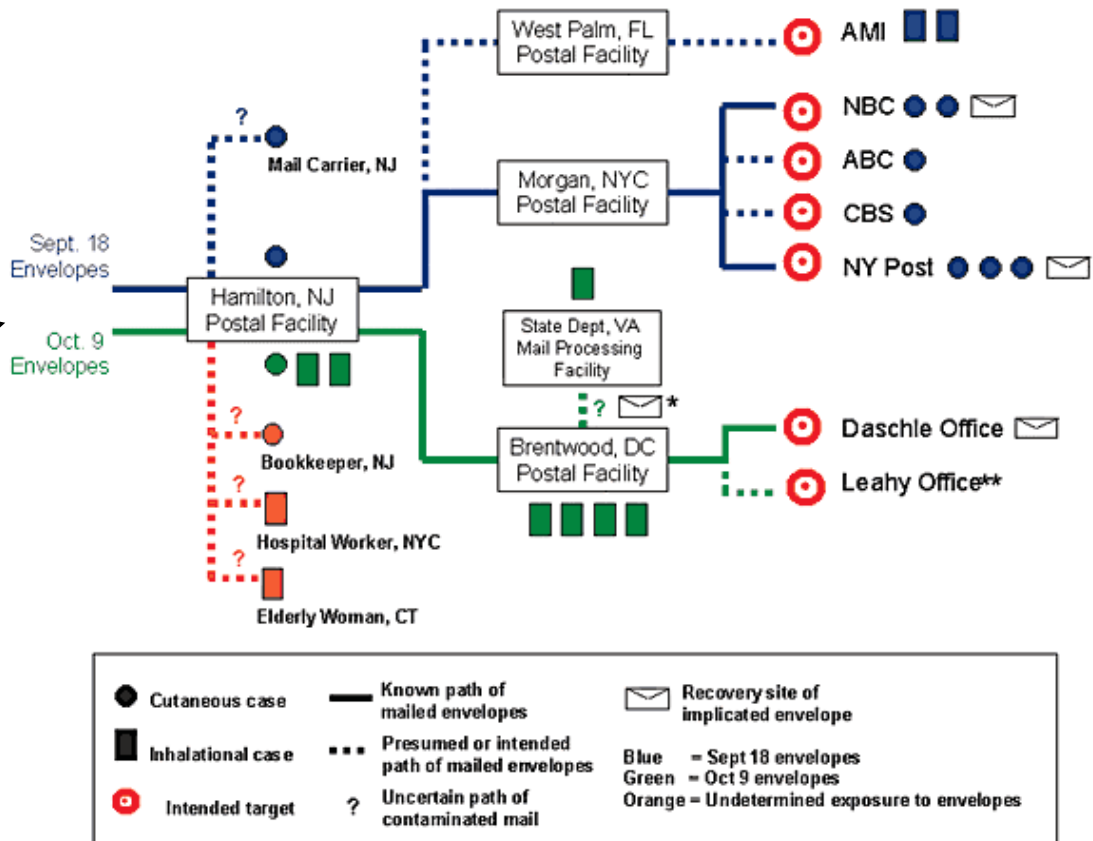 West Palm, FL
Postal Facility
AMI
?
Mail Carrier, NJ
NBC
ABC
Morgan, NYC
Postal Facility
CBS
Sept. 18
Envelopes
NY Post
Hamilton, NJ
Postal Facility
Oct. 9
Envelopes
State Dept, VA
Mail Processing
Facility
? *
?
Bookkeeper, NJ
Brentwood, DC
Postal Facility
Daschle Office
Leahy Office**
?
Hospital Worker, NYC
?
Elderly Woman, CT
Cutaneous case
Known path of
mailed envelopes
Recovery site of
implicated envelope
Inhalational case
Presumed or intended
path of mailed envelopes
Blue = Sept 18 envelopes
Green = Oct 9 envelopes
Orange = Undetermined exposure to envelopes
Intended target
? Uncertain path of
contaminated mail